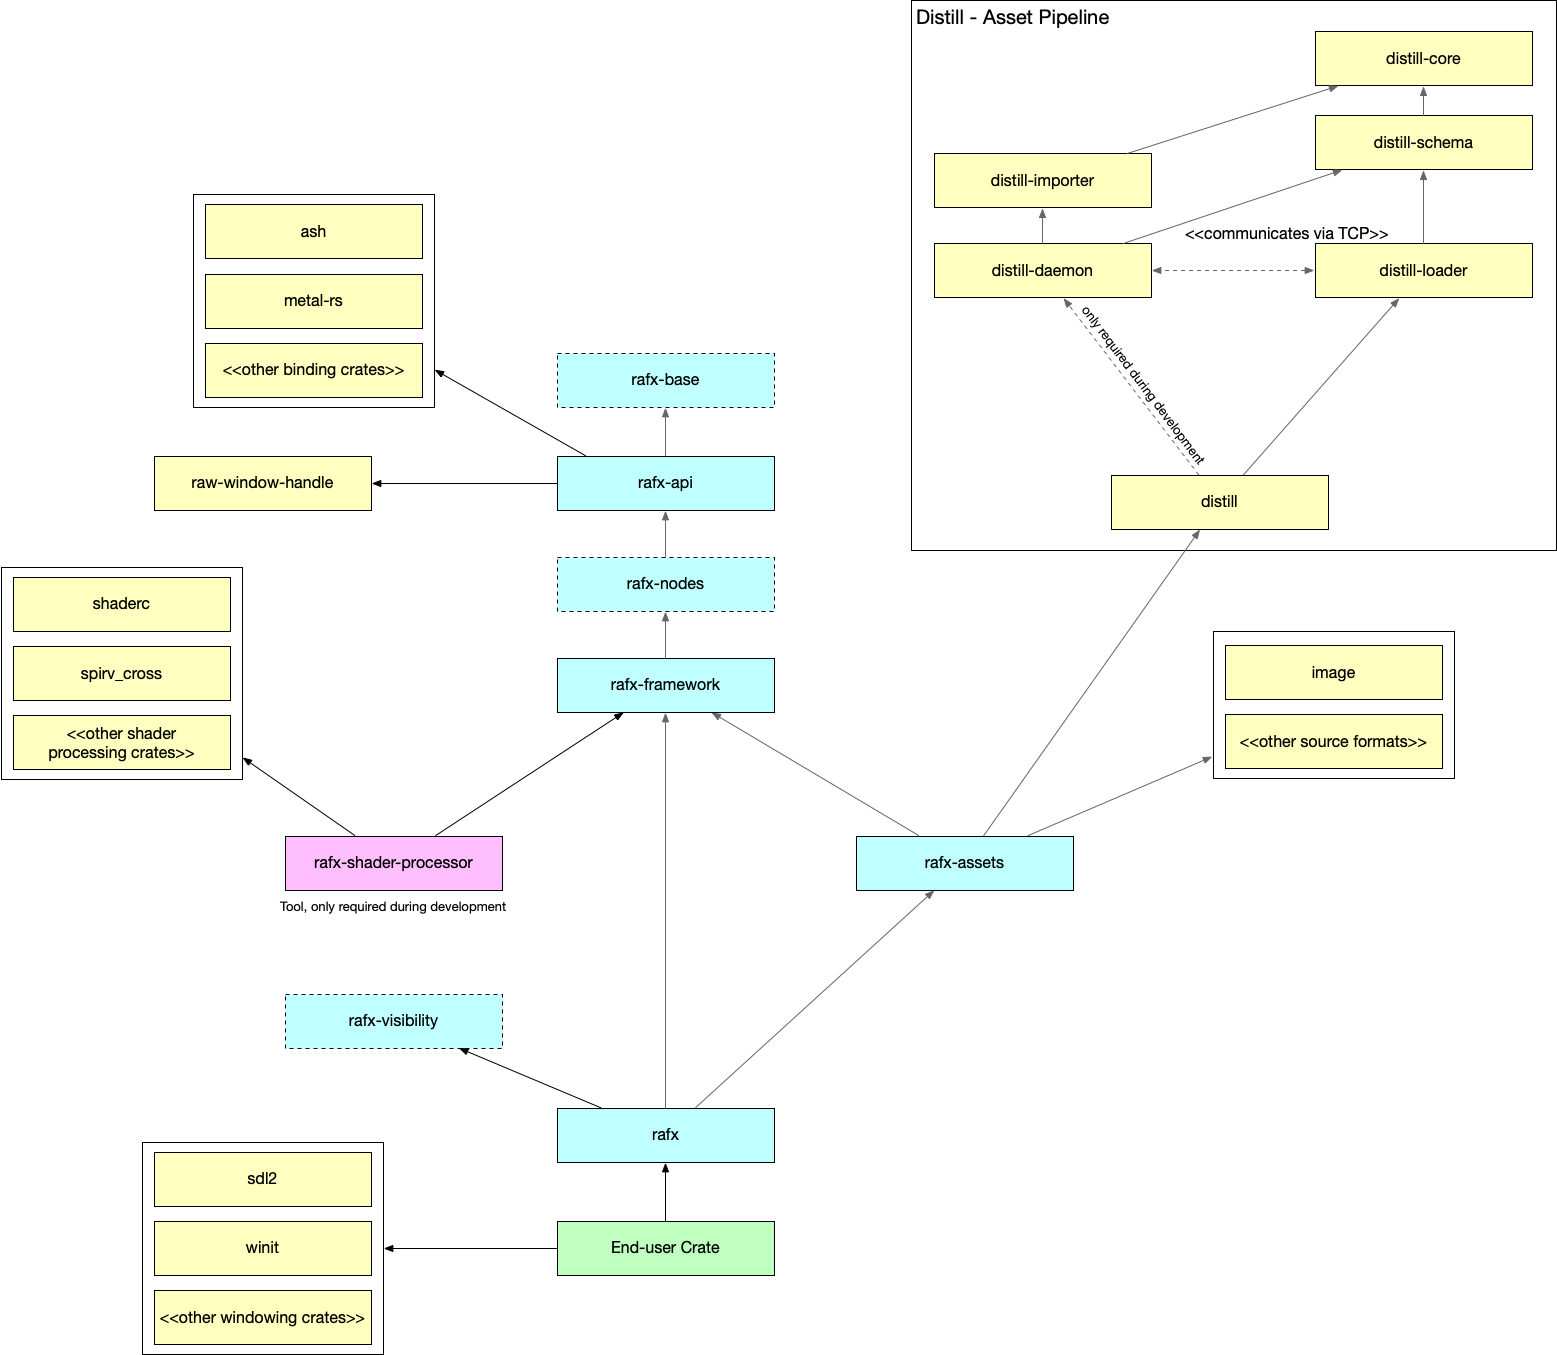 Distill - Asset Pipeline
distill-core
distill-schema
distill-importer
<<communicates via TCP>>
distill-daemon
distill-loader
only required during development
distill
ash
metal-rs
<<other binding crates>>
rafx-base
raw-window-handle
rafx-api
rafx-nodes
shaderc
spirv_cross
<<other shader
processing crates>>
rafx-framework
image
<<other source formats>>
rafx-shader-processor
Tool, only required during development
rafx-assets
rafx-visibility
rafx
sdl2
winit
<<other windowing crates>>
End-user Crate